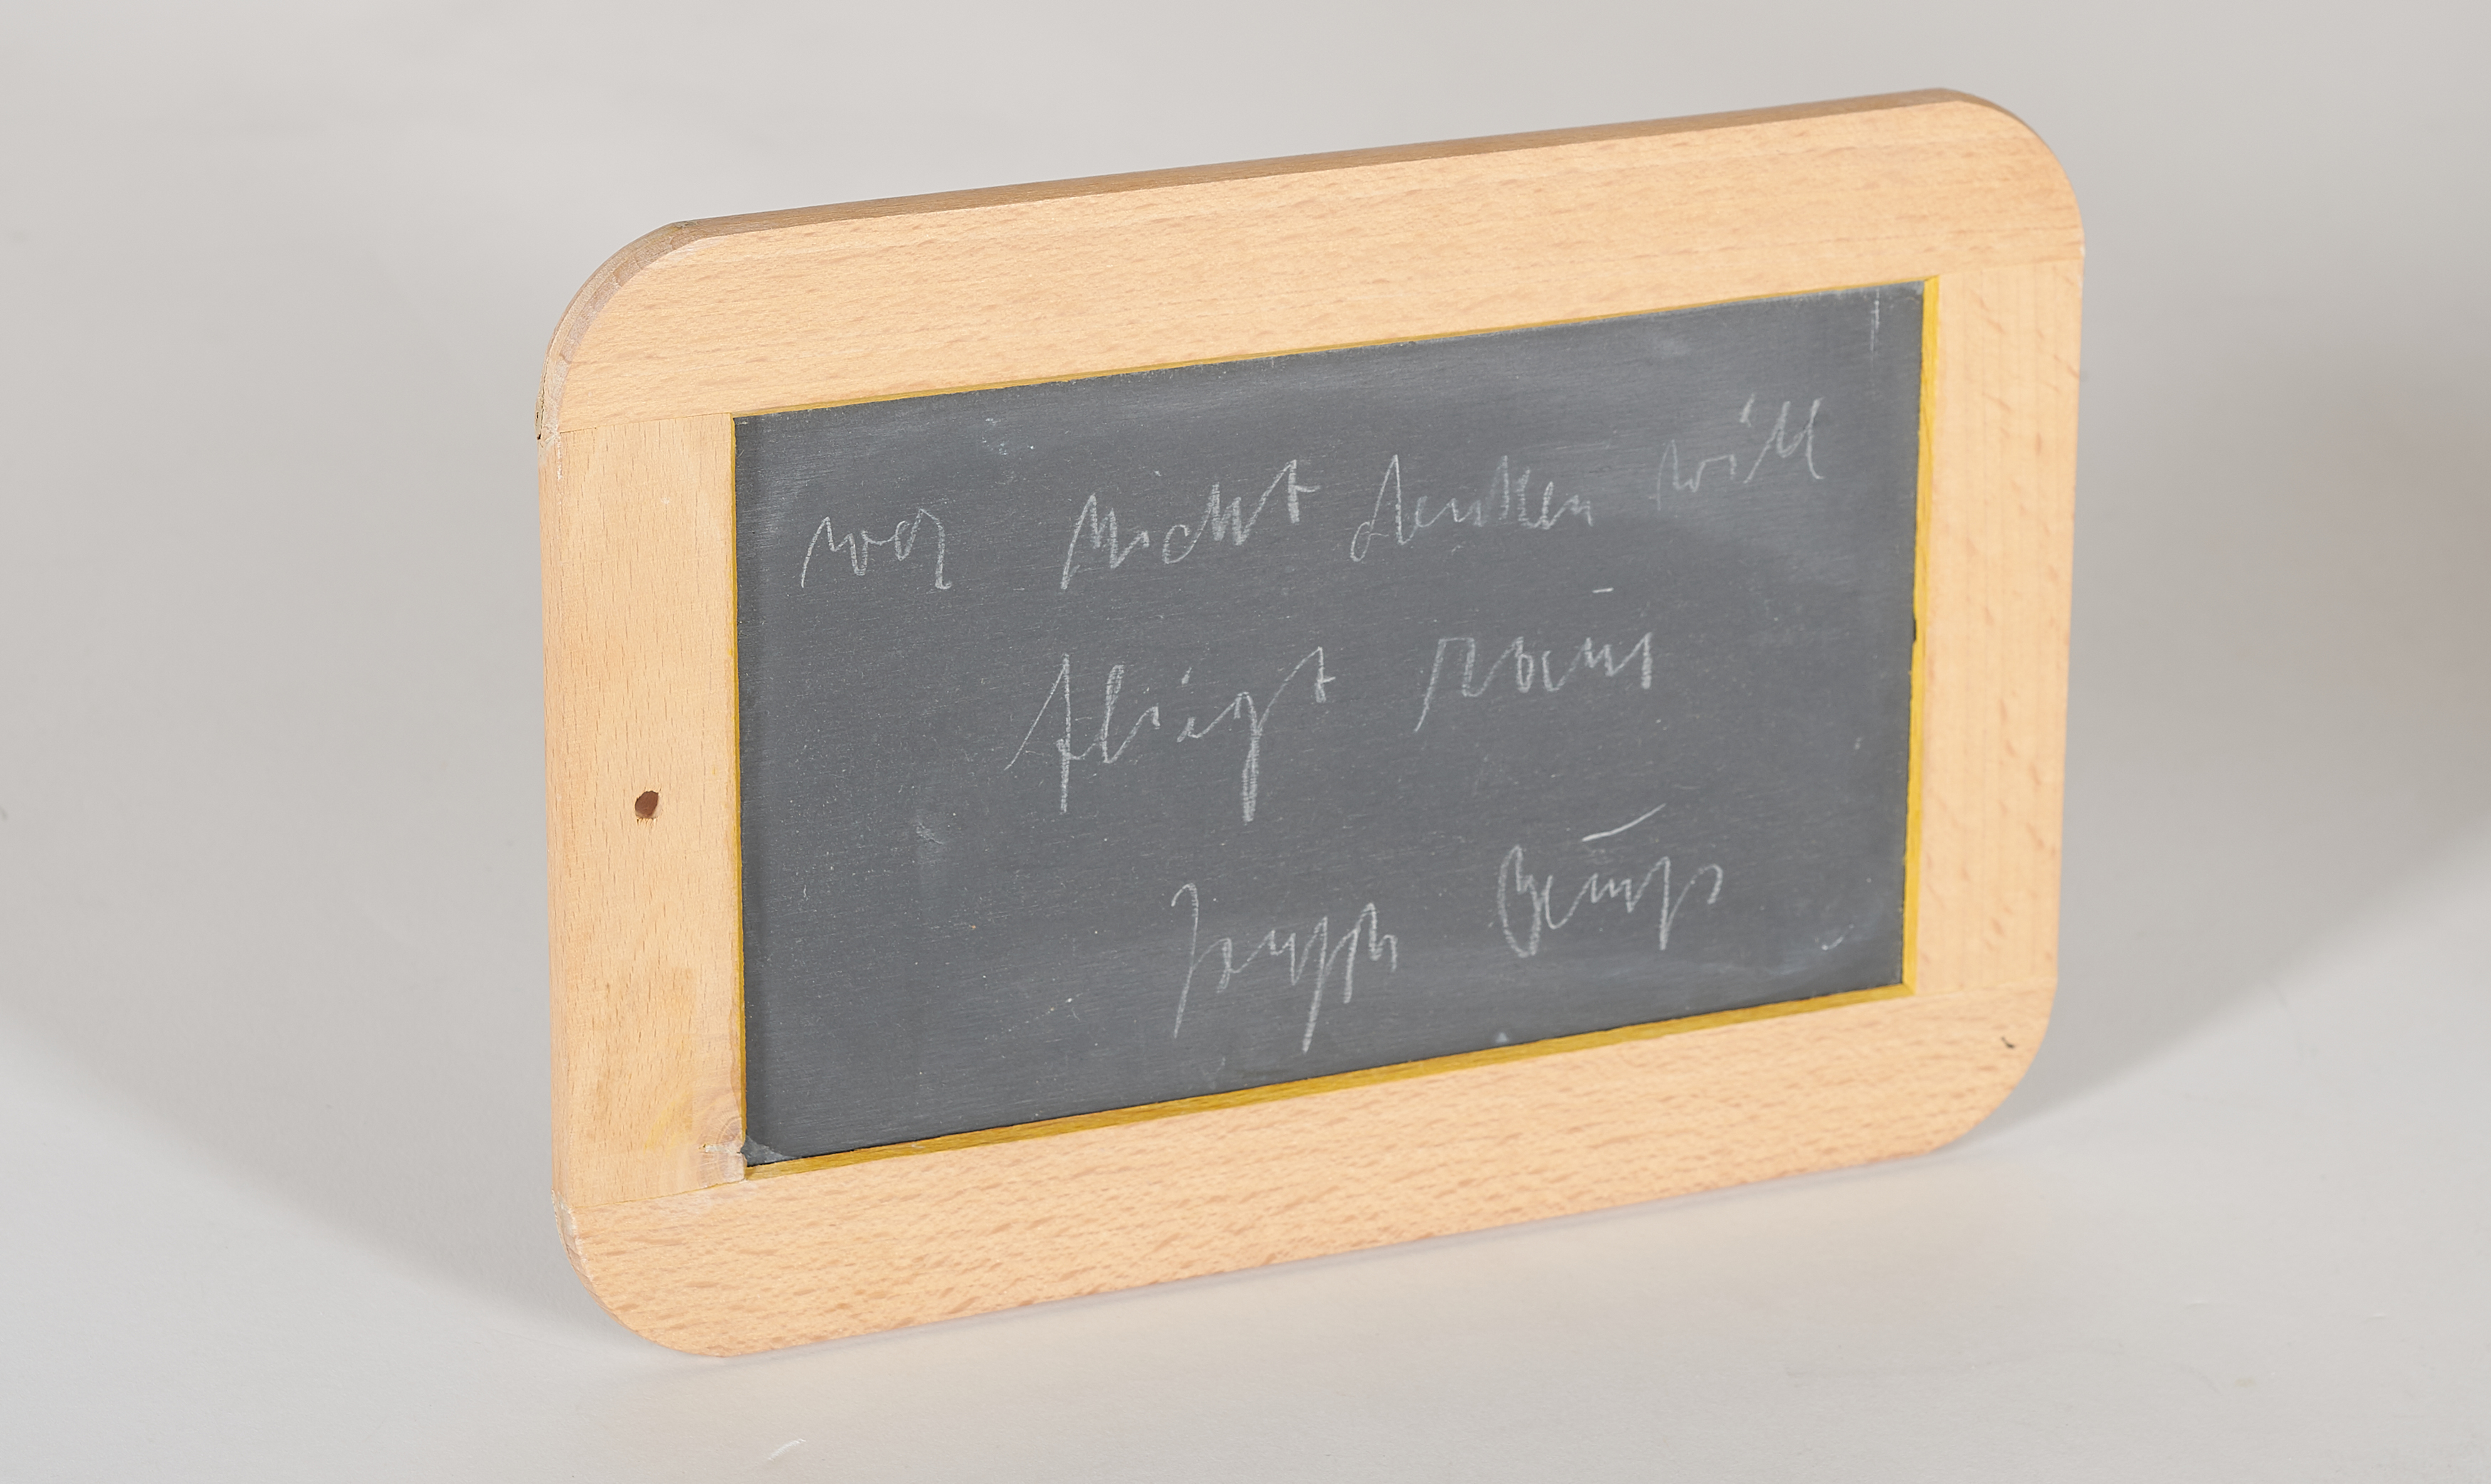 wer nicht denken will
fliegt raus
Joseph Beuys